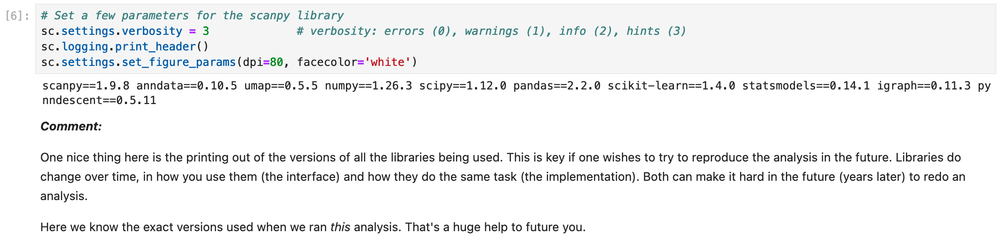 [6]: # Set a few parameters for the scanpy library
sc.settings.verbosity = 3             # verbosity: errors (0), warnings (1), info (2), hints (3)
sc.logging.print_header()
sc.settings.set_figure_params(dpi=80, facecolor='white')
scanpy==1.9.8 anndata==0.10.5 umap==0.5.5 numpy==1.26.3 scipy==1.12.0 pandas==2.2.0 scikit-learn==1.4.0 statsmodels==0.14.1 igraph==0.11.3 py
nndescent==0.5.11
Comment:
One nice thing here is the printing out of the versions of all the libraries being used. This is key if one wishes to try to reproduce the analysis in the future. Libraries do
change over time, in how you use them (the interface) and how they do the same task (the implementation). Both can make it hard in the future (years later) to redo an
analysis.
Here we know the exact versions used when we ran this analysis. That's a huge help to future you.